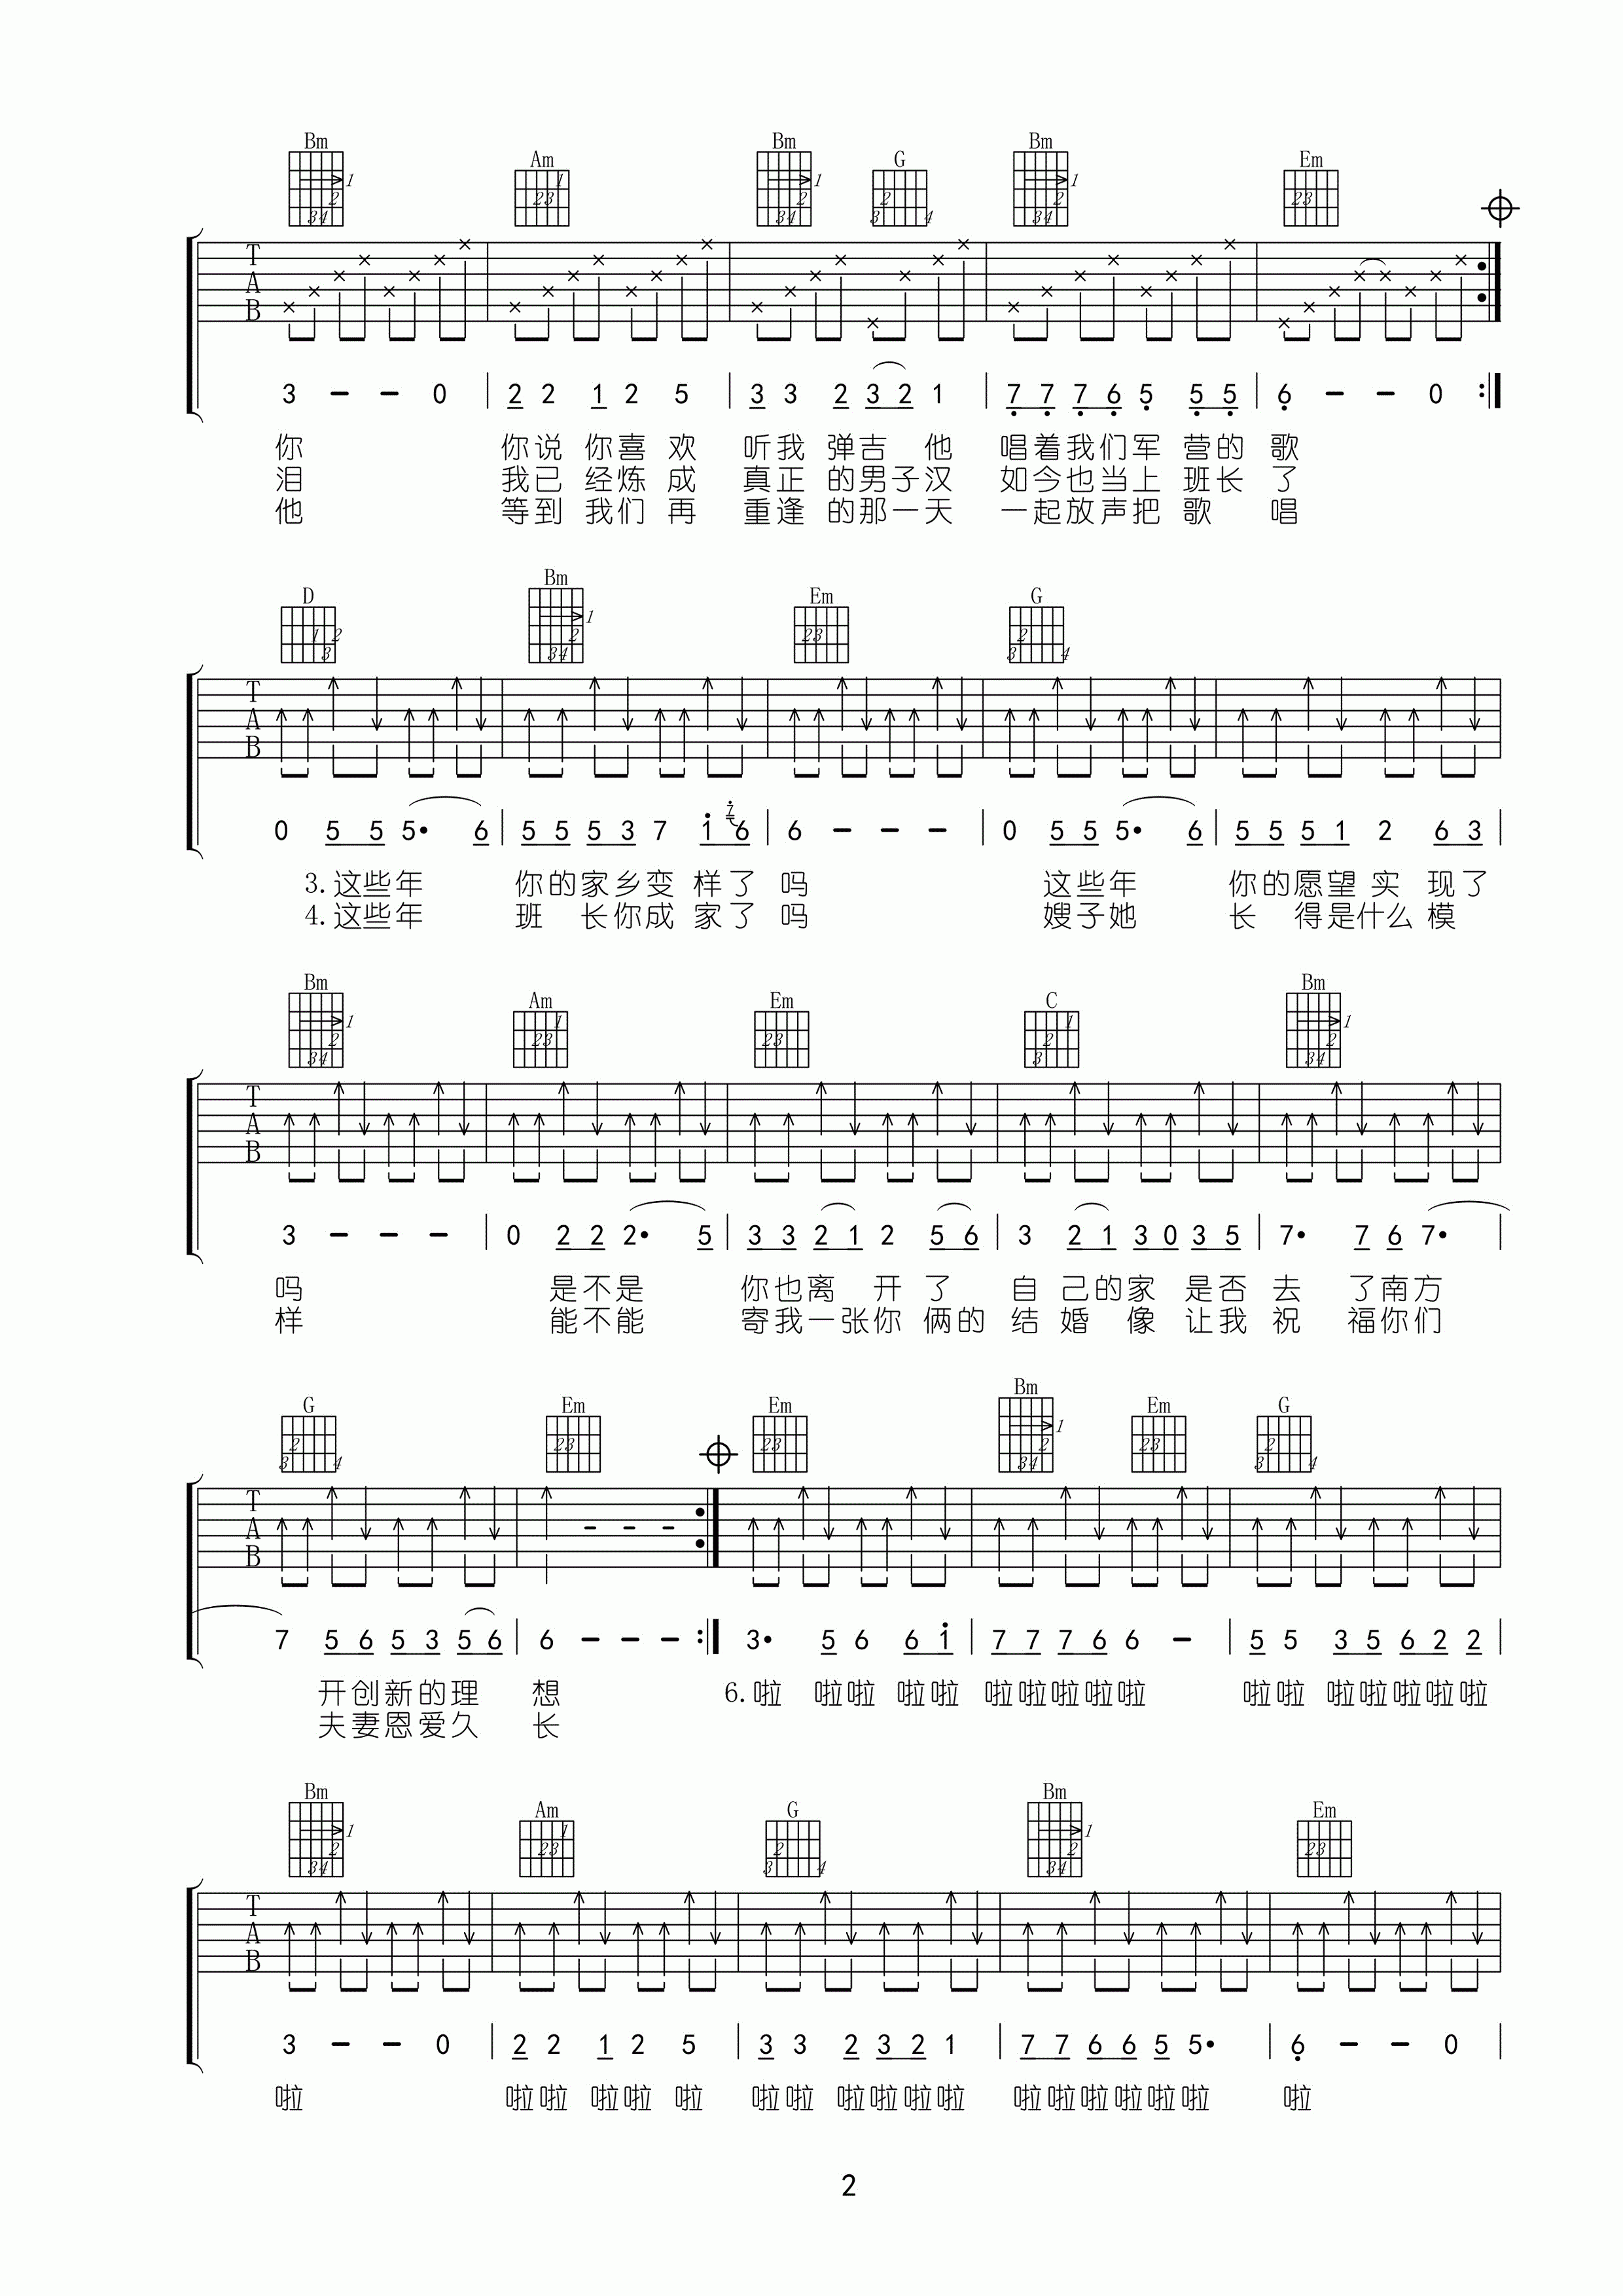 Bm Am Bm G Bm Em
T
A
B
3 - - 0 | 2 2 1 2 5 | 3 3 2 3 2 1 | 7 7 7 6 5 5 5 | 6 - - 0 :|
你 你说 你喜 欢 听我 弹吉 他 唱着我们军 营的 歌
泪 我已 经炼 成 真正 的男子汉 如今也当上 班长 了
他 等到 我们 再 重逢 的那一天 一起放声把 歌 唱
D Bm Em G
T
A
B
0 5 5 5• 6 | 5 5 5 3 7 1 7 6 | 6 - - - | 0 5 5 5• 6 | 5 5 5 1 2 6 3
3.这些年 你的家乡变 样了 吗 这些年 你的愿望 实 现了
4.这些年 班 长你成 家了 吗 嫂子她 长 得是什么 模
Bm Am Em C Bm
T
A
B
3 - - - | 0 2 2 2• 5 | 3 3 2 1 2 5 6 | 3 2 1 3 0 3 5 | 7• 7 6 7• |
吗 是不是 你也离 开 了 自 己的家 是否 去 了南方
样 能不能 寄我一张你 俩的 结 婚 像 让我 祝 福你们
G Em Em Bm Em G
T
A
B
7 5 6 5 3 5 6 | 6 - - - :| 3• 5 6 6 1 | 7 7 7 6 6 - | 5 5 3 5 6 2 2 |
开创新的理 想 6.啦 啦啦 啦啦 啦啦啦啦啦 啦啦 啦啦啦啦啦
夫妻恩爱久 长
Bm Am G Bm Em
T
A
B
3 - - 0 | 2 2 1 2 5 | 3 3 2 3 2 1 | 7 7 6 6 5 5• | 6 - - 0 |
啦 啦啦 啦啦 啦 啦啦 啦啦啦啦 啦啦啦啦啦啦 啦
2